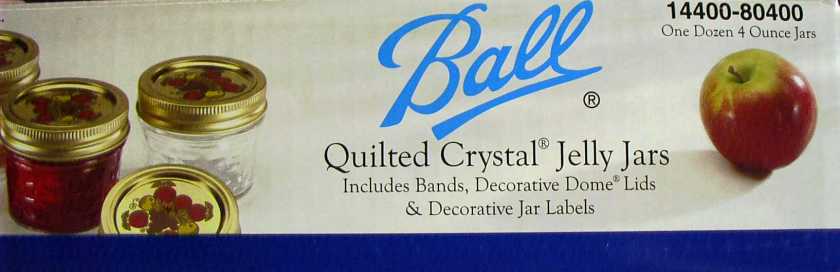 14400-80400
One Dozen 4 Ounce Jars
Ball®
Quilted Crystal® Jelly Jars
Includes Bands, Decorative Dome® Lids
& Decorative Jar Labels